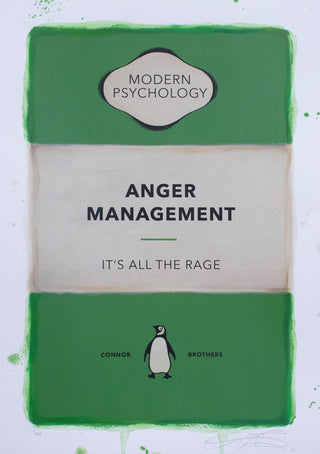 MODERN
PSYCHOLOGY
ANGER
MANAGEMENT
IT'S ALL THE RAGE
CONNOR BROTHERS